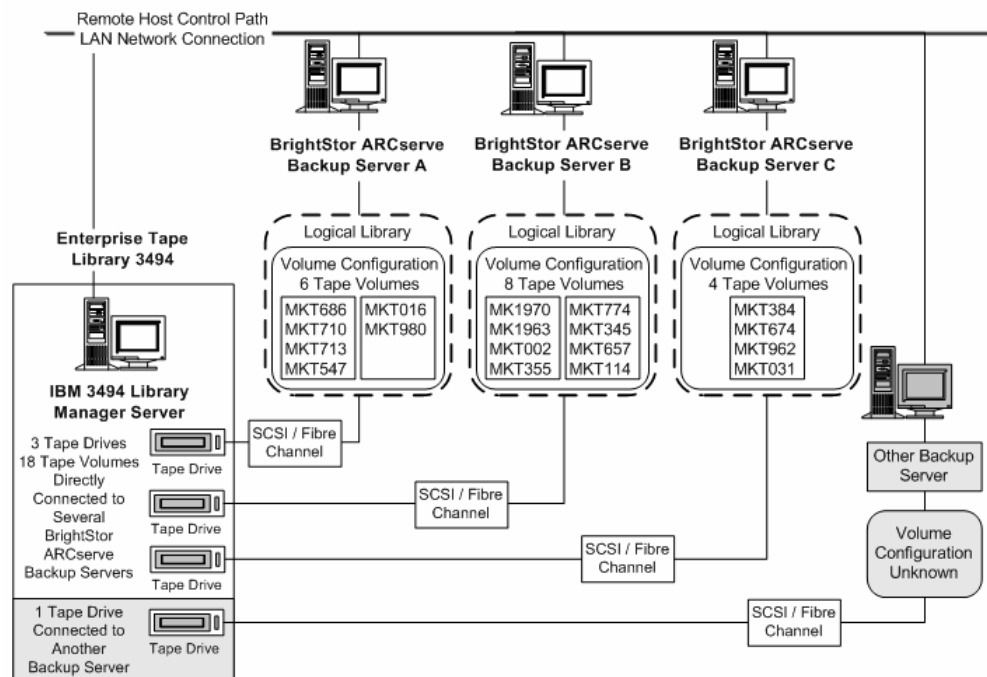 Remote Host Control Path
LAN Network Connection
BrightStor ARCserve
Backup Server A
BrightStor ARCserve
Backup Server B
BrightStor ARCserve
Backup Server C
Enterprise Tape
Library 3494
Logical Library
Volume Configuration
6 Tape Volumes
MKT686
MKT710
MKT713
MKT547
MKT016
MKT980
Logical Library
Volume Configuration
8 Tape Volumes
MK1970
MK1963
MKT002
MKT355
MKT774
MKT345
MKT657
MKT114
Logical Library
Volume Configuration
4 Tape Volumes
MKT384
MKT674
MKT962
MKT031
IBM 3494 Library
Manager Server
3 Tape Drives
18 Tape Volumes
Directly
Connected to
Several
BrightStor
ARCserve
Backup Servers
Tape Drive
Tape Drive
Tape Drive
SCSI / Fibre
Channel
SCSI / Fibre
Channel
SCSI / Fibre
Channel
Other Backup
Server
Volume
Configuration
Unknown
1 Tape Drive
Connected to
Another
Backup Server
Tape Drive
SCSI / Fibre
Channel